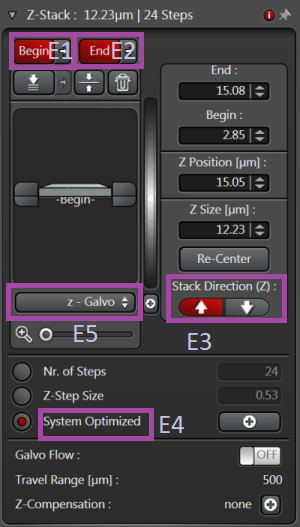 Z-Stack : 12.23µm | 24 Steps
Begin E1 End E2
End :
15.08
Begin :
2.85
Z Position [µm] :
15.05
-Begin-
Z Size [µm] :
12.23
Re-Center
Stack Direction (Z) :
z - Galvo
E5
E3
Nr. of Steps 24
Z-Step Size 0.53
System Optimized E4
Galvo Flow : OFF
Travel Range [µm] : 500
Z-Compensation : none